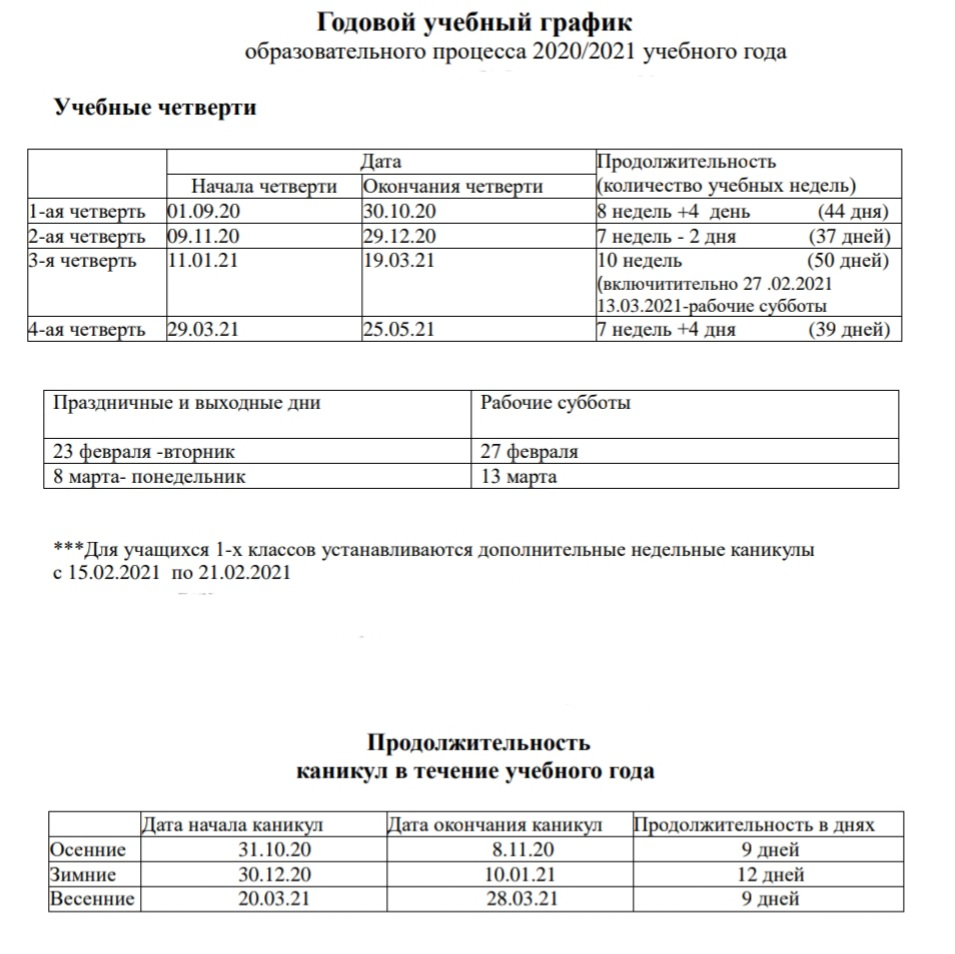 Годовой учебный график
образовательного процесса 2020/2021 учебного года
Учебные четверти
Дата Продолжительность
Начала четверти Окончания четверти (количество учебных недель)
1-ая четверть 01.09.20 30.10.20 8 недель +4 день (44 дня)
2-ая четверть 09.11.20 29.12.20 7 недель - 2 дня (37 дней)
3-я четверть 11.01.21 19.03.21 10 недель (50 дней)
(включитительно 27 .02.2021
13.03.2021-рабочие субботы
4-ая четверть 29.03.21 25.05.21 7 недель +4 дня (39 дней)
Праздничные и выходные дни Рабочие субботы
23 февраля -вторник 27 февраля
8 марта- понедельник 13 марта
***Для учащихся 1-х классов устанавливаются дополнительные недельные каникулы
с 15.02.2021 по 21.02.2021
Продолжительность
каникул в течение учебного года
Дата начала каникул Дата окончания каникул Продолжительность в днях
Осенние 31.10.20 8.11.20 9 дней
Зимние 30.12.20 10.01.21 12 дней
Весенние 20.03.21 28.03.21 9 дней